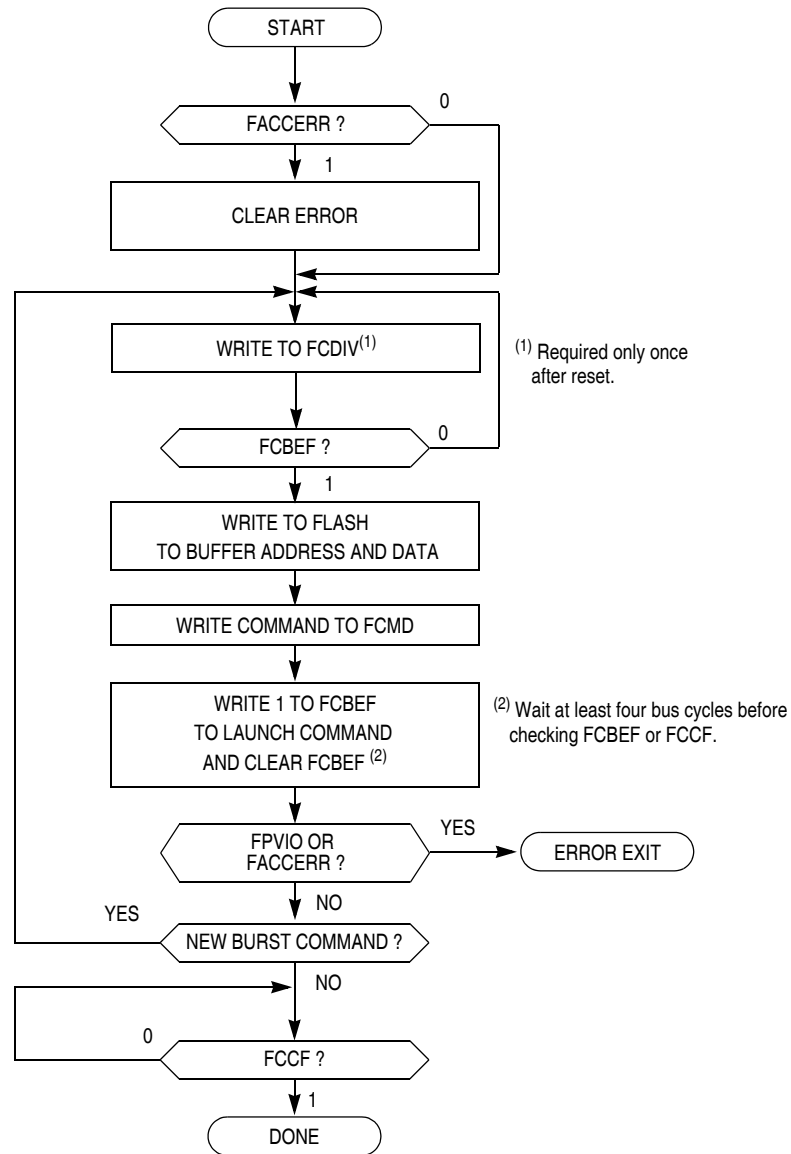 START
FACCERR ?
0
1
CLEAR ERROR
WRITE TO FCDIV(1)
(1) Required only once
after reset.
FCBEF ?
0
1
WRITE TO FLASH
TO BUFFER ADDRESS AND DATA
WRITE COMMAND TO FCMD
WRITE 1 TO FCBEF
TO LAUNCH COMMAND
AND CLEAR FCBEF (2)
(2) Wait at least four bus cycles before
checking FCBEF or FCCF.
FPVIO OR
FACCERR ?
YES
ERROR EXIT
NO
YES
NEW BURST COMMAND ?
NO
0
FCCF ?
1
DONE